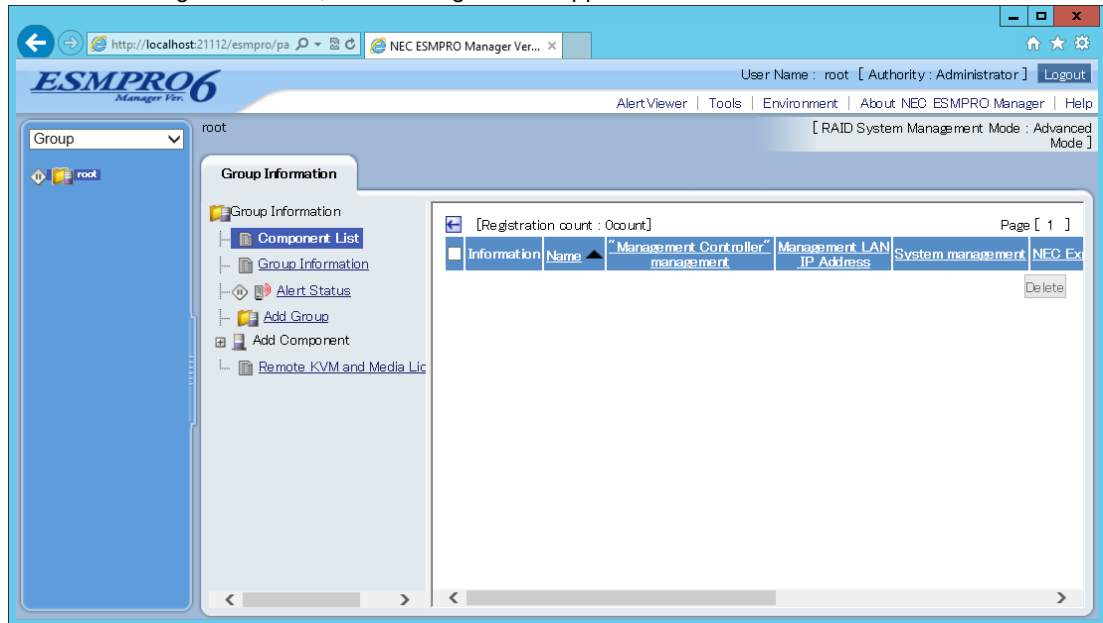 http://localhost:21112/esmpro/pa
NEC ESMPRO Manager Ver...
ESMPRO6
Manager Ver.
User Name : root [ Authority : Administrator ] Logout
AlertViewer | Tools | Environment | About NEC ESMPRO Manager | Help
Group
root
root
[ RAID System Management Mode : Advanced
Mode ]
Group Information
Group Information
Component List
Group Information
Alert Status
Add Group
Add Component
Remote KVM and Media Lic
[Registration count : 0count]
Page [ 1 ]
Information Name "Management Controller" management Management LAN IP Address System management NEC Ex
Delete